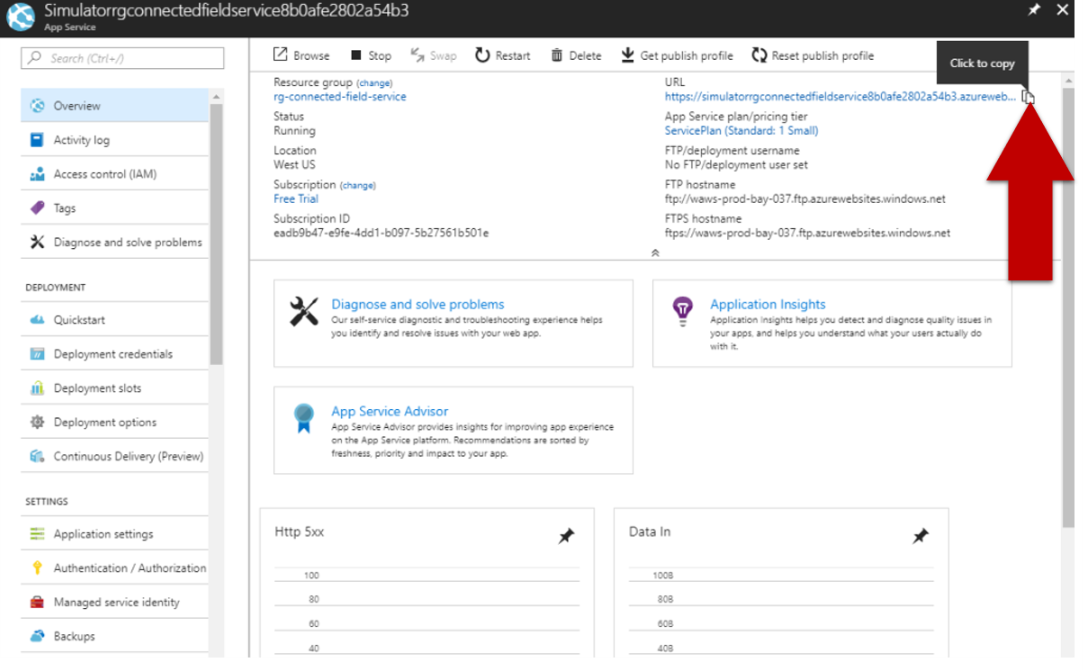 Simulatorrgconnectedfieldservice8b0afe2802a54b3
App Service
Search (Ctrl+/)
Overview
Activity log
Access control (IAM)
Tags
Diagnose and solve problems
DEPLOYMENT
Quickstart
Deployment credentials
Deployment slots
Deployment options
Continuous Delivery (Preview)
SETTINGS
Application settings
Authentication / Authorization
Managed service identity
Backups
Browse Stop Swap Restart Delete Get publish profile Reset publish profile
Click to copy
Resource group (change)
rg-connected-field-service
Status
Running
Location
West US
Subscription (change)
Free Trial
Subscription ID
eadb9b47-e9fe-4dd1-b097-5b27561b501e
URL
https://simulatorrgconnectedfieldservice8b0afe2802a54b3.azureweb...
App Service plan/pricing tier
ServicePlan (Standard: 1 Small)
FTP/deployment username
No FTP/deployment user set
FTP hostname
ftp://waws-prod-bay-037.ftp.azurewebsites.windows.net
FTPS hostname
ftps://waws-prod-bay-037.ftp.azurewebsites.windows.net
Diagnose and solve problems
Our self-service diagnostic and troubleshooting experience helps
you identify and resolve issues with your web app.
Application Insights
Application Insights helps you detect and diagnose quality issues in
your apps, and helps you understand what your users actually do
with it.
App Service Advisor
App Service Advisor provides insights for improving app experience
on the App Service platform. Recommendations are sorted by
freshness, priority and impact to your app.
Http 5xx
100
80
60
40
Data In
100B
80B
60B
40B